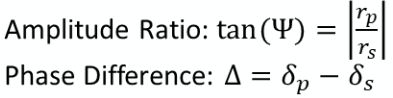 Amplitude Ratio: tan(Ψ) = |r_p / r_s|
Phase Difference: Δ = δ_p − δ_s